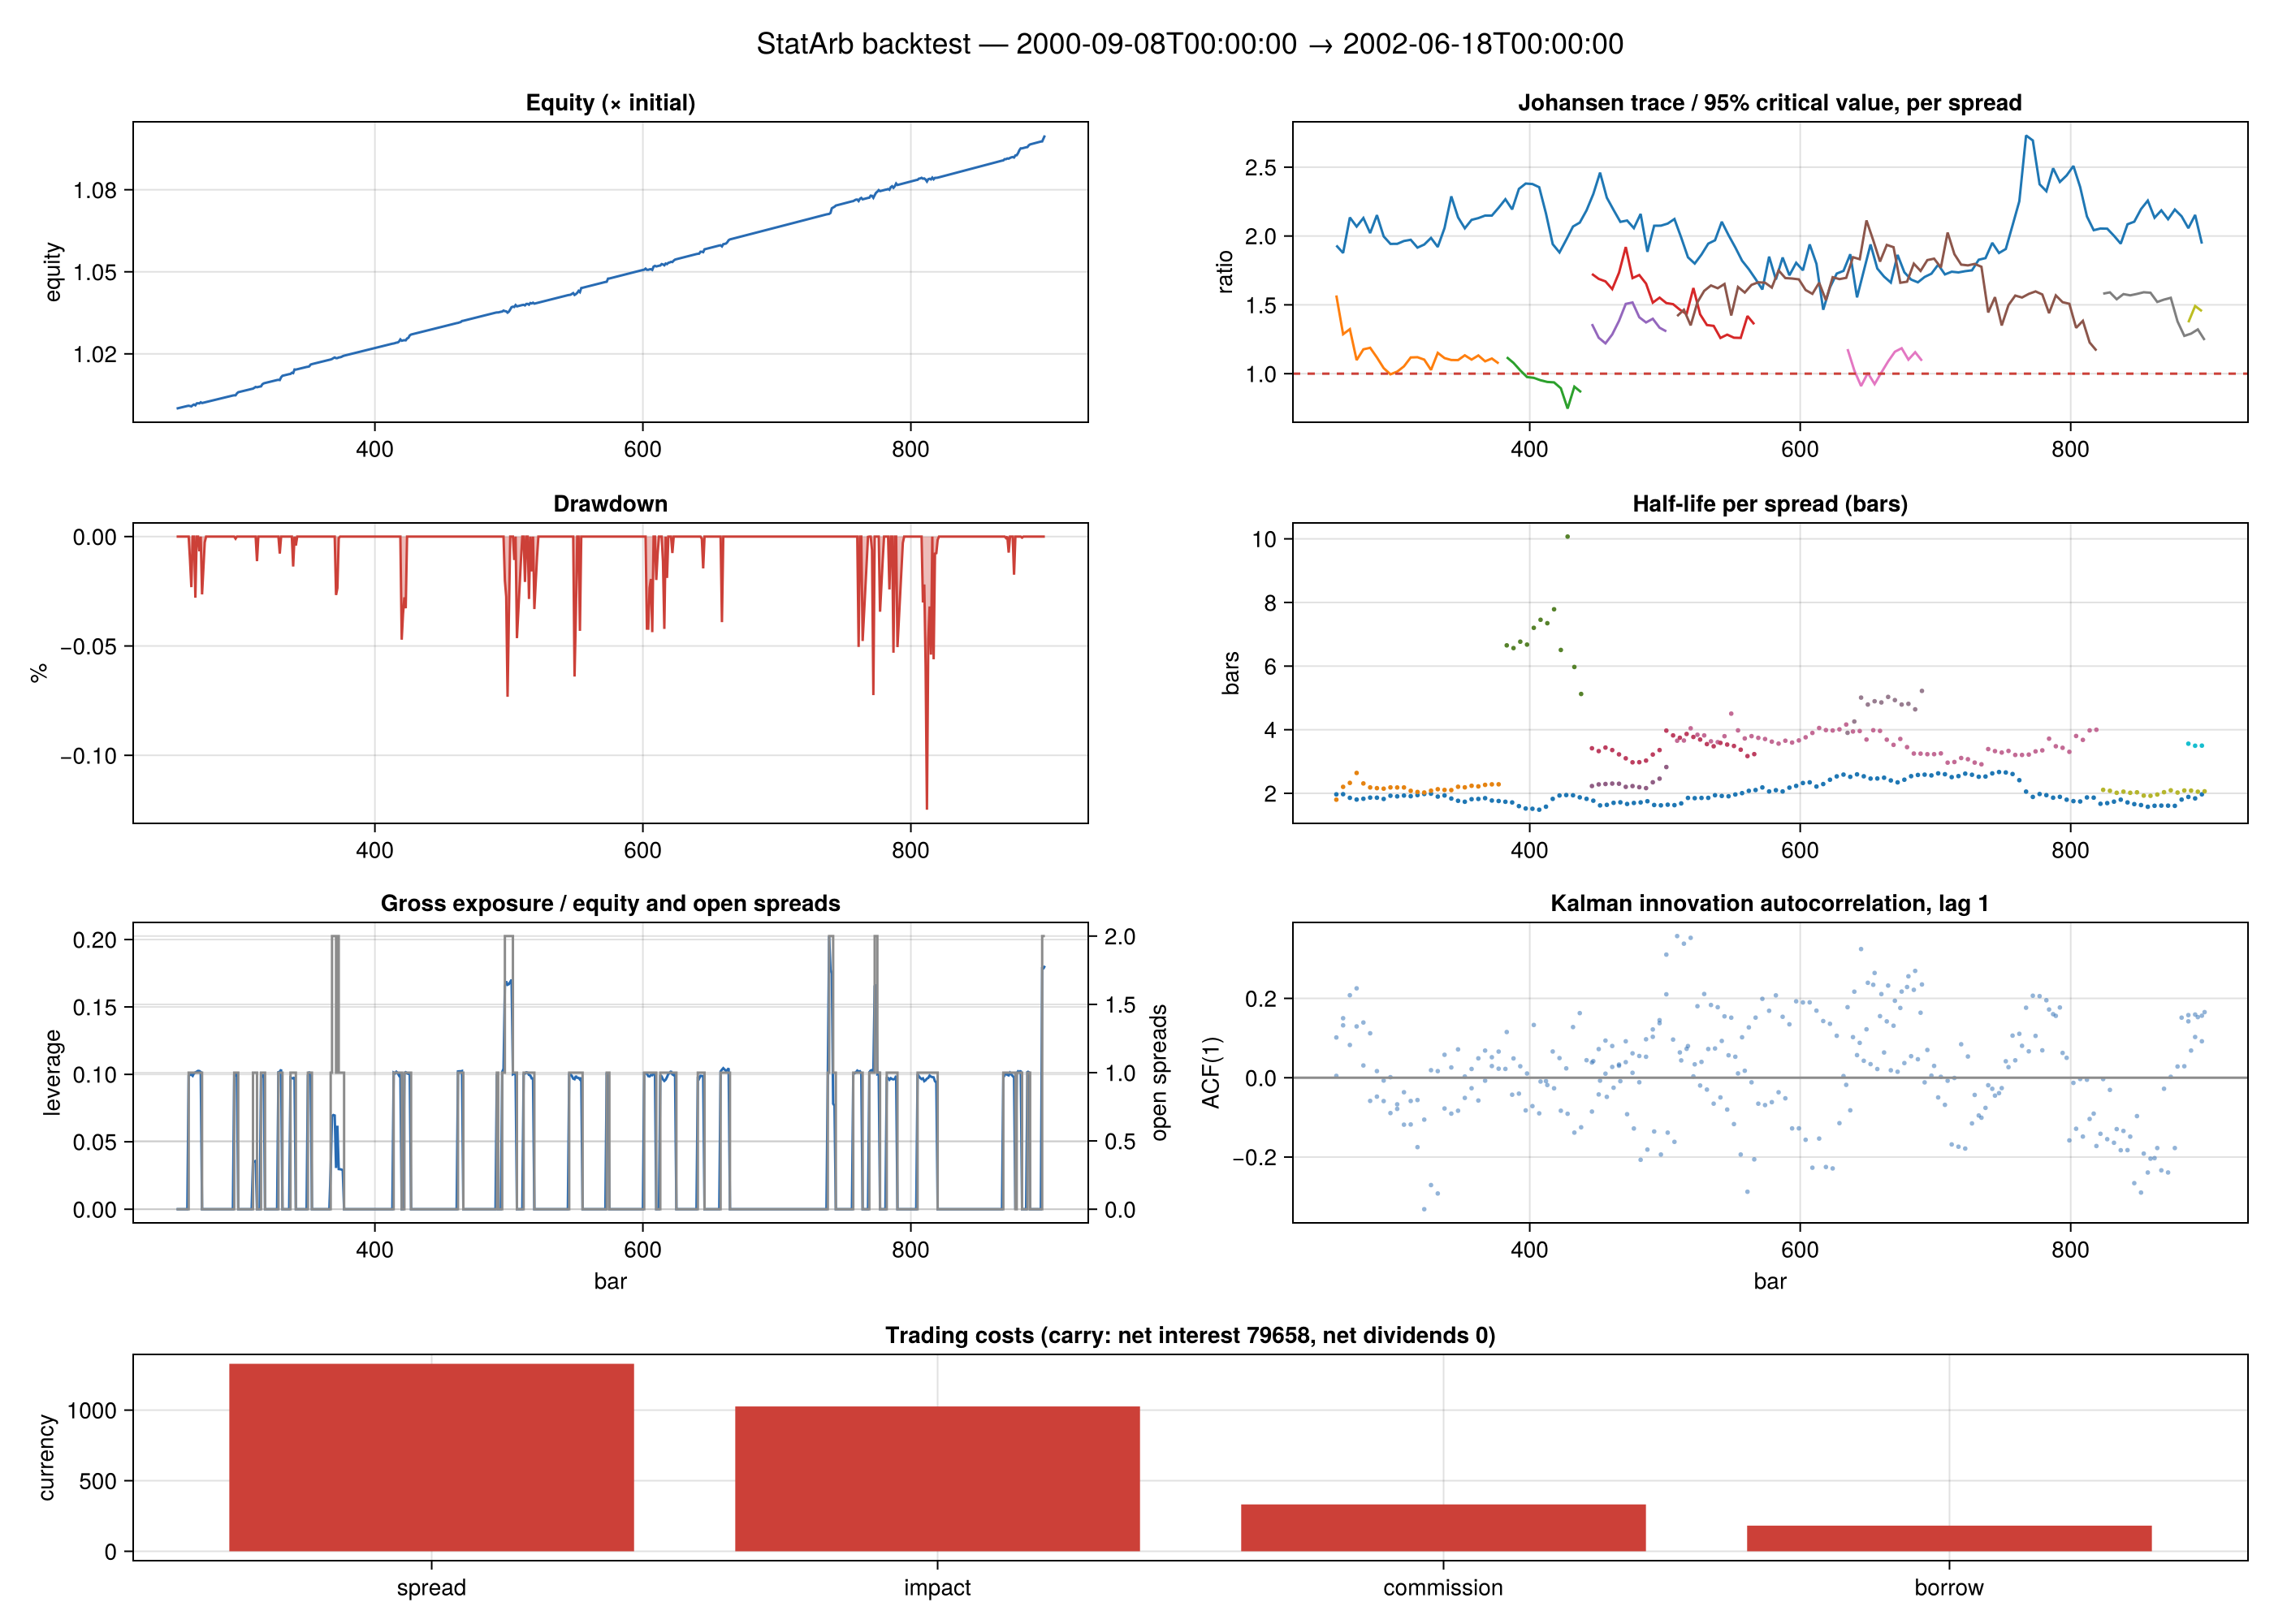 StatArb backtest — 2000-09-08T00:00:00 → 2002-06-18T00:00:00
Equity (× initial)
equity
1.08
1.05
1.02
400
600
800
Johansen trace / 95% critical value, per spread
ratio
2.5
2.0
1.5
1.0
400
600
800
Drawdown
%
0.00
−0.05
−0.10
400
600
800
Half-life per spread (bars)
bars
10
8
6
4
2
400
600
800
Gross exposure / equity and open spreads
leverage
0.20
0.15
0.10
0.05
0.00
2.0
1.5
1.0
0.5
0.0
open spreads
400
600
800
bar
Kalman innovation autocorrelation, lag 1
ACF(1)
0.2
0.0
−0.2
400
600
800
bar
Trading costs (carry: net interest 79658, net dividends 0)
currency
1000
500
0
spread
impact
commission
borrow